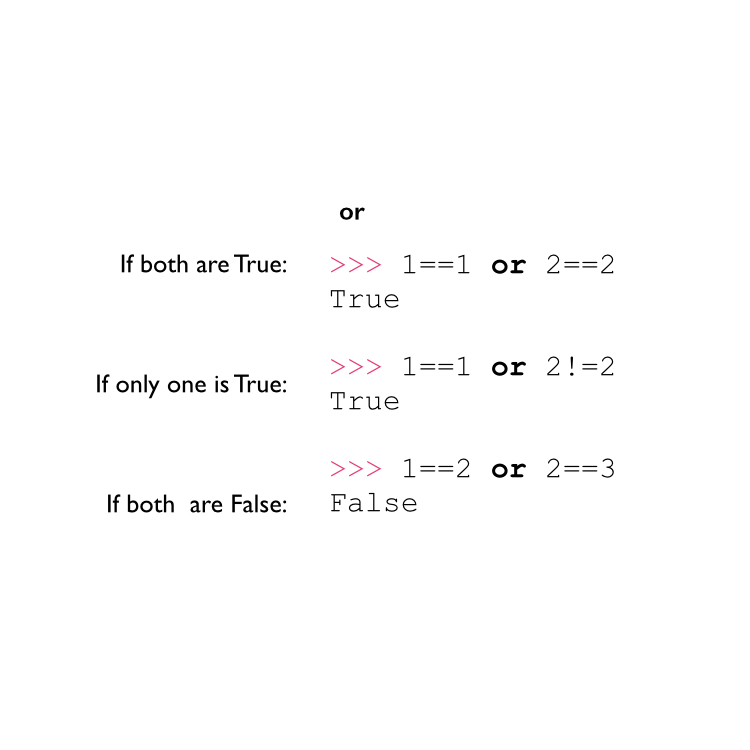 or
If both are True: >>> 1==1 or 2==2
True
If only one is True: >>> 1==1 or 2!=2
True
>>> 1==2 or 2==3
If both  are False: False